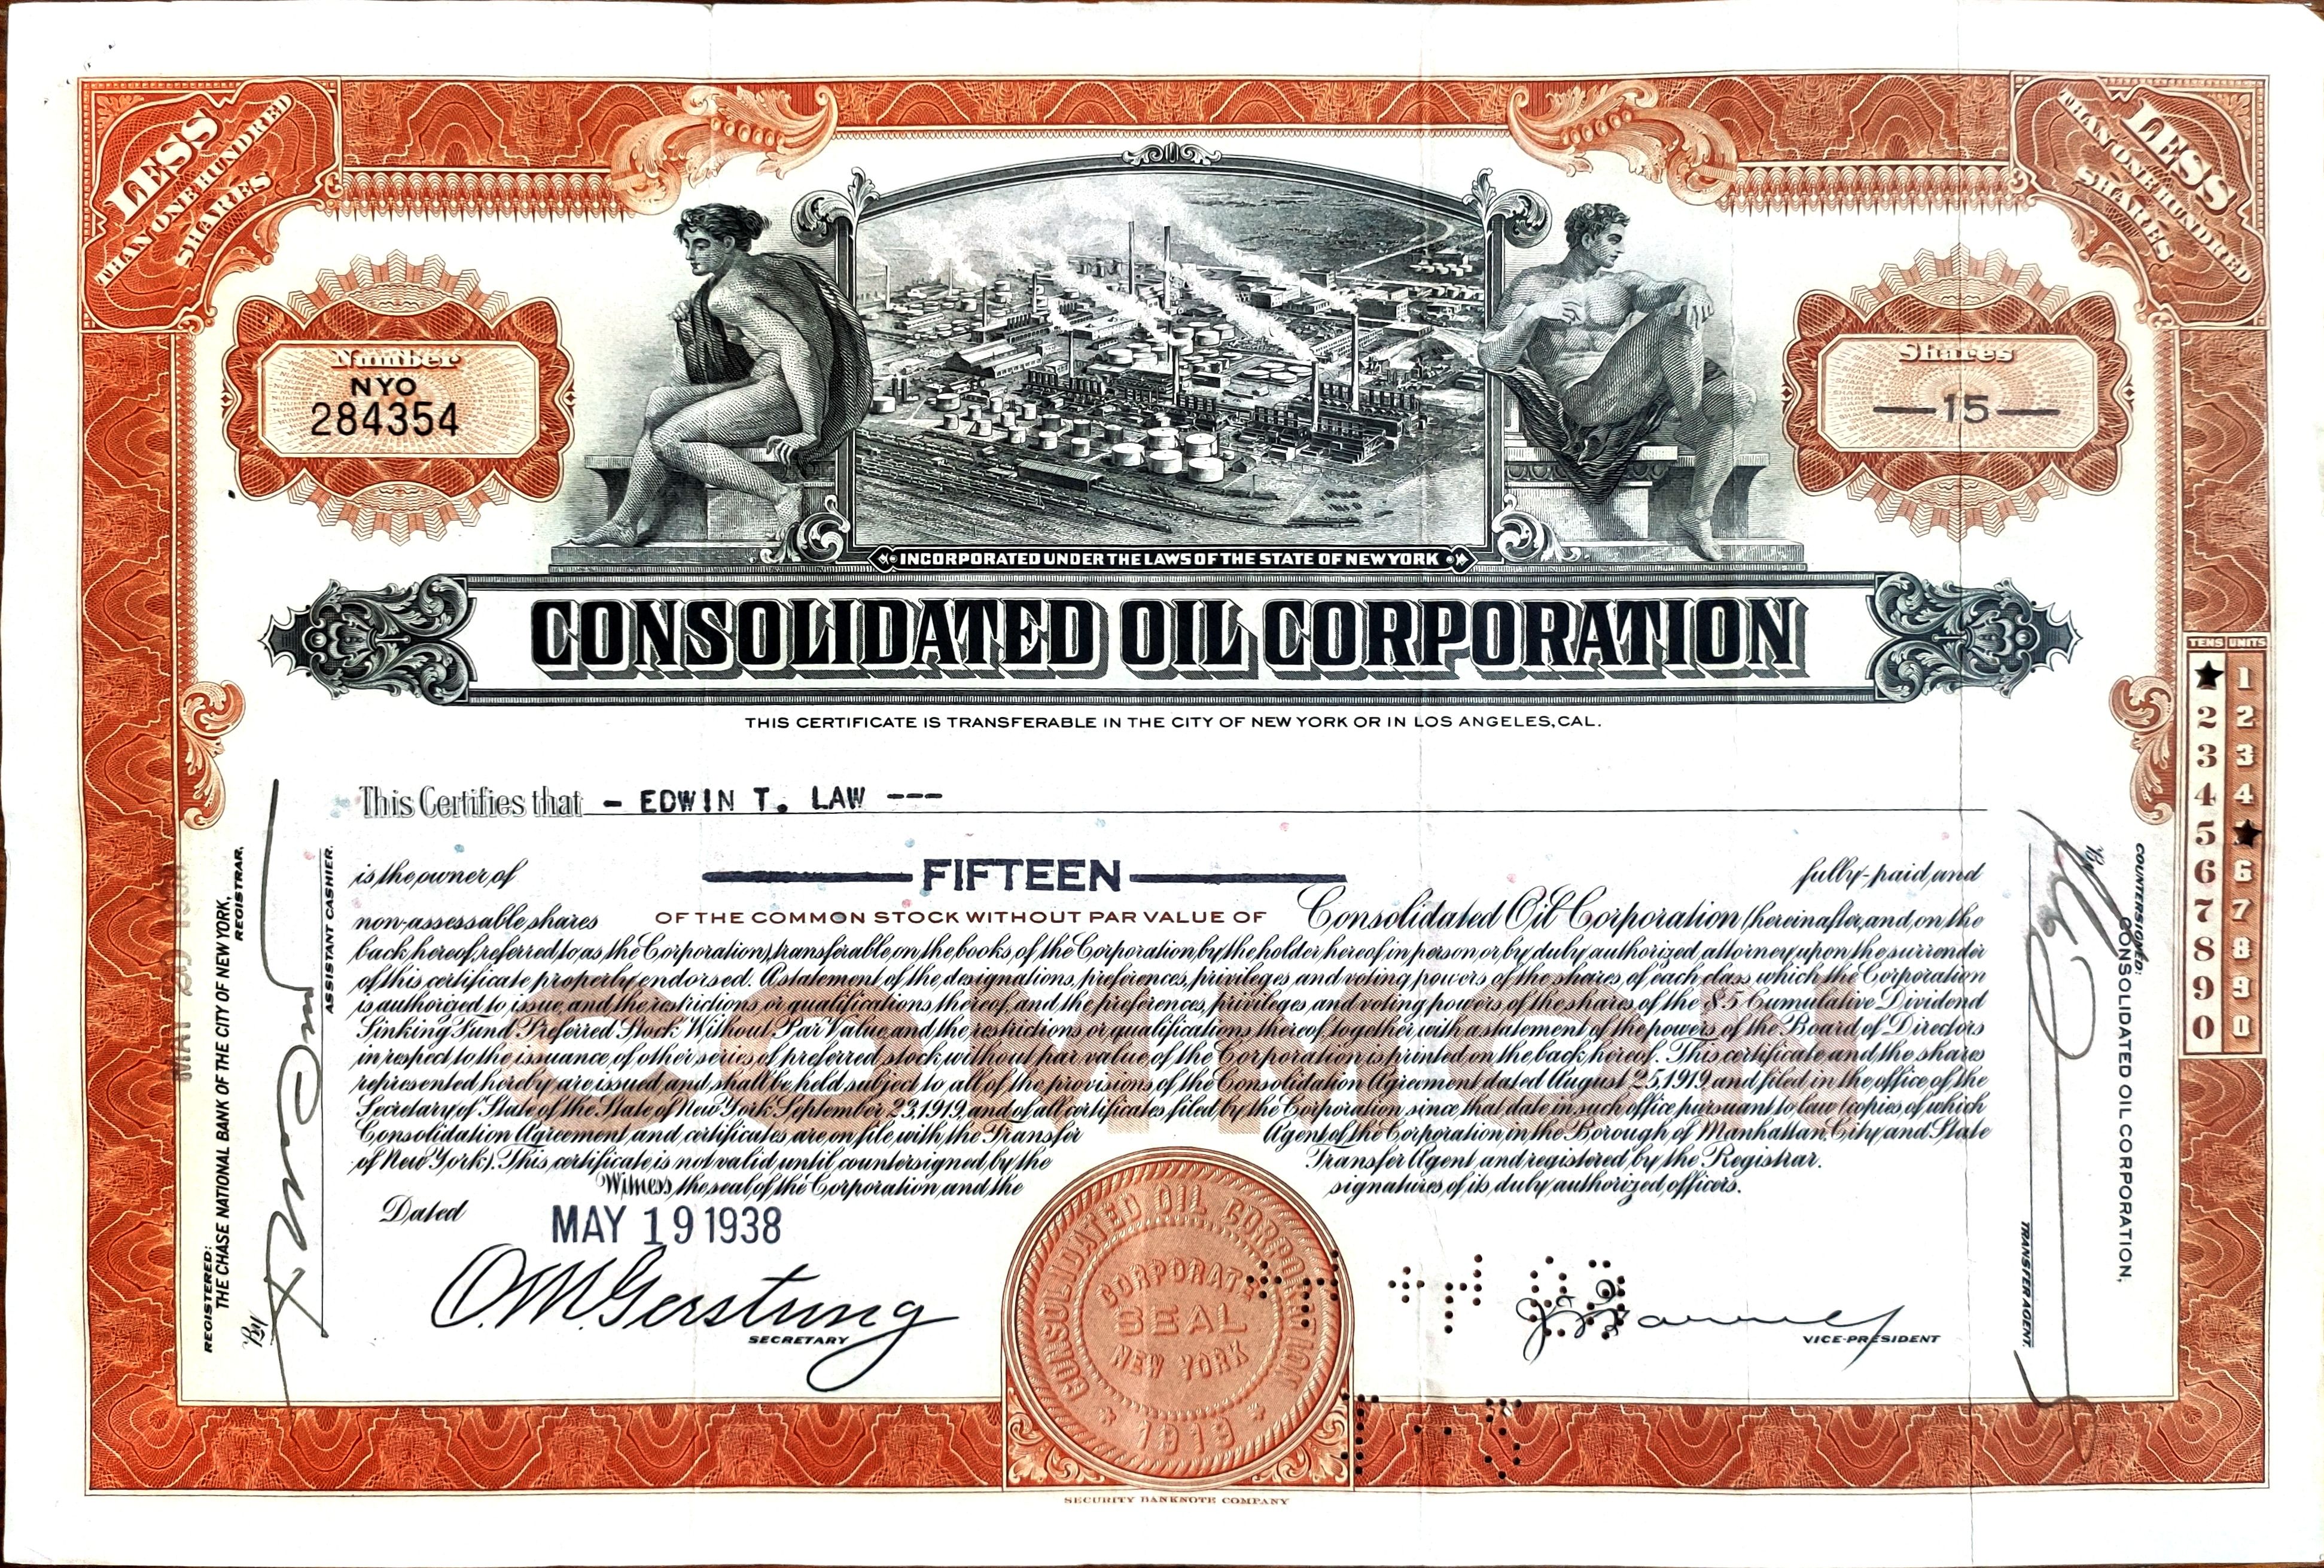 LESS
THAN ONE HUNDRED
SHARES
LESS
THAN ONE HUNDRED
SHARES
Number
NYO
284354
Shares
—15—
INCORPORATED UNDER THE LAWS OF THE STATE OF NEW YORK
CONSOLIDATED OIL CORPORATION
THIS CERTIFICATE IS TRANSFERABLE IN THE CITY OF NEW YORK OR IN LOS ANGELES, CAL.
This Certifies that - EDWIN T. LAW ---
is the owner of FIFTEEN fully-paid and
non-assessable shares OF THE COMMON STOCK WITHOUT PAR VALUE OF Consolidated Oil Corporation (hereinafter, and on the
back hereof, referred to as the Corporation), transferable on the books of the Corporation by the holder hereof in person or by duly authorized attorney upon the surrender
of this certificate properly endorsed. A statement of the designations, preferences, privileges and voting powers of the shares of each class which the Corporation
is authorized to issue, and the restrictions or qualifications thereof, and the preferences, privileges and voting powers of the shares of the $5 Cumulative Dividend
Sinking Fund Preferred Stock Without Par Value, and the restrictions or qualifications thereof, together with a statement of the powers of the Board of Directors
in respect to the issuance of other series of preferred stock without par value of the Corporation is printed on the back hereof. This certificate and the shares
represented hereby are issued and shall be held subject to all of the provisions of the Consolidation Agreement dated August 25, 1919, and filed in the office of the
Secretary of State of the State of New York September 23, 1919, and of all certificates filed by the Corporation since that date in such office pursuant to law (copies of which
Consolidation Agreement and certificates are on file with the Transfer Agent of the Corporation in the Borough of Manhattan, City and State
of New York). This certificate is not valid until countersigned by the Transfer Agent and registered by the Registrar.
Witness the seal of the Corporation and the signatures of its duly authorized officers.
COMMON
Dated MAY 19 1938
O.M. Gerstung
SECRETARY
VICE-PRESIDENT
CONSOLIDATED OIL CORPORATION
CORPORATE
SEAL
NEW YORK
1919
REGISTERED:
THE CHASE NATIONAL BANK OF THE CITY OF NEW YORK,
REGISTRAR.
By
ASSISTANT CASHIER.
COUNTERSIGNED:
CONSOLIDATED OIL CORPORATION,
By
TRANSFER AGENT.
TENS UNITS
1
2 2
3 3
4 4
5
6 6
7 7
8 8
9 9
0 0
SECURITY BANKNOTE COMPANY